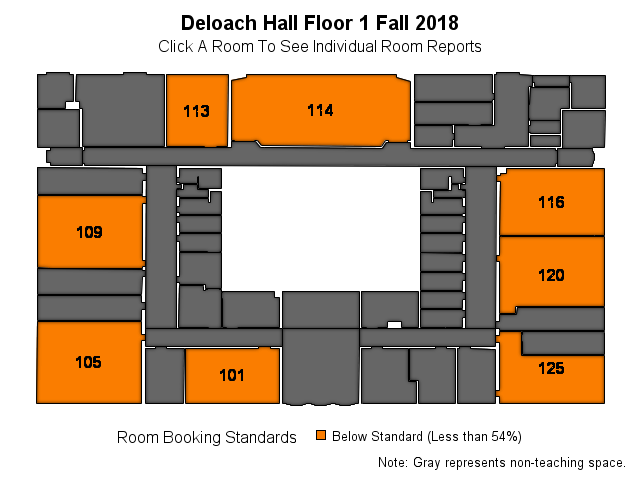 Deloach Hall Floor 1 Fall 2018
Click A Room To See Individual Room Reports
113
114
109
116
120
105
101
125
Room Booking Standards
Below Standard (Less than 54%)
Note: Gray represents non-teaching space.